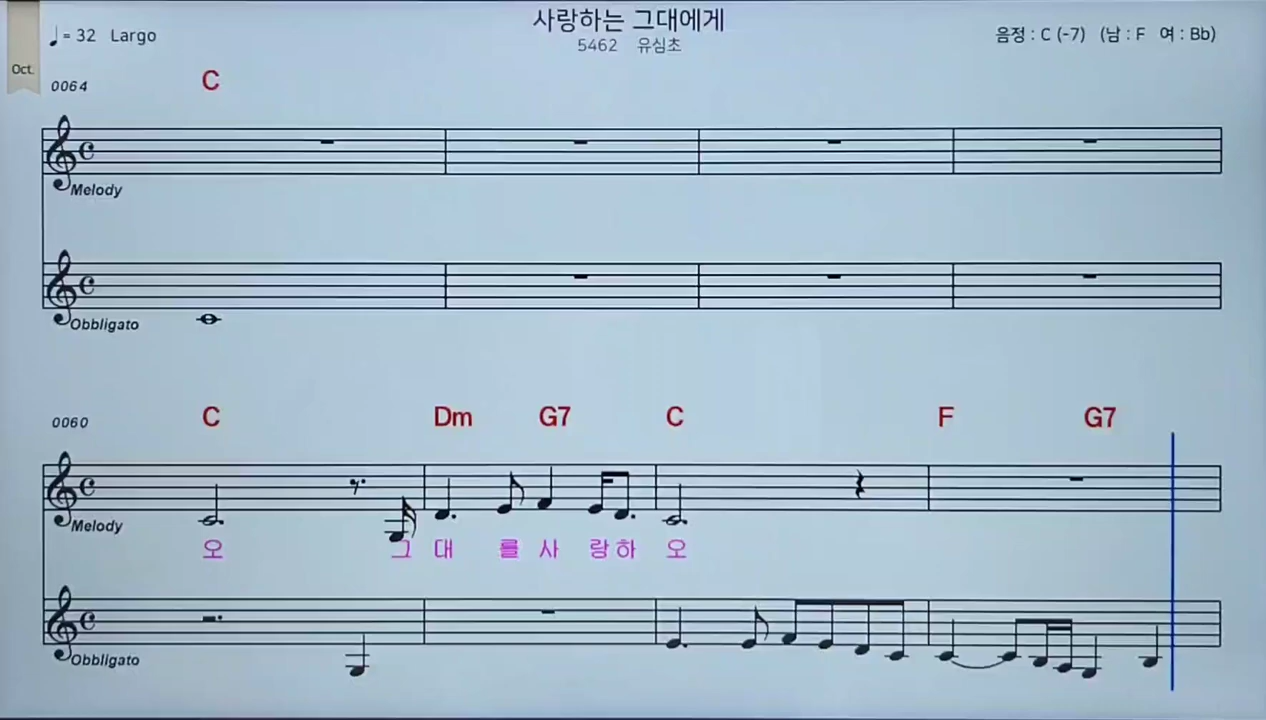 사랑하는 그대에게
♩= 32 Largo
5462 유심초
음정 : C (-7) (남 : F 여 : Bb)
Oct.
0064
C
Melody
Obbligato
0060
C Dm G7 C F G7
Melody
오 그 대 를 사 랑 하 오
Obbligato